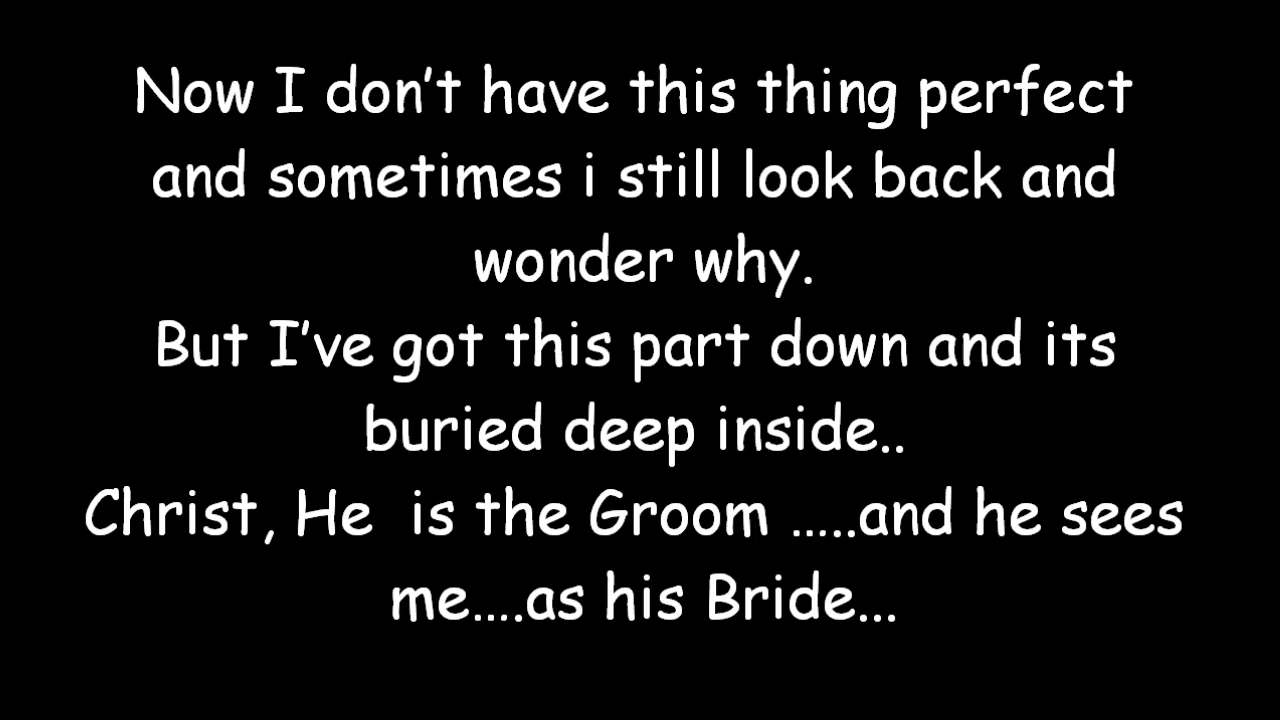 Now I don’t have this thing perfect
and sometimes i still look back and
wonder why.
But I’ve got this part down and its
buried deep inside..
Christ, He  is the Groom …..and he sees
me….as his Bride...